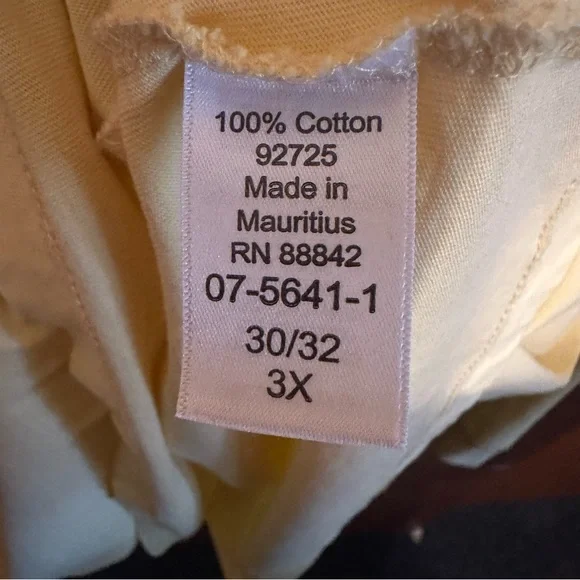 100% Cotton
92725
Made in
Mauritius
RN 88842
07-5641-1
30/32
3X